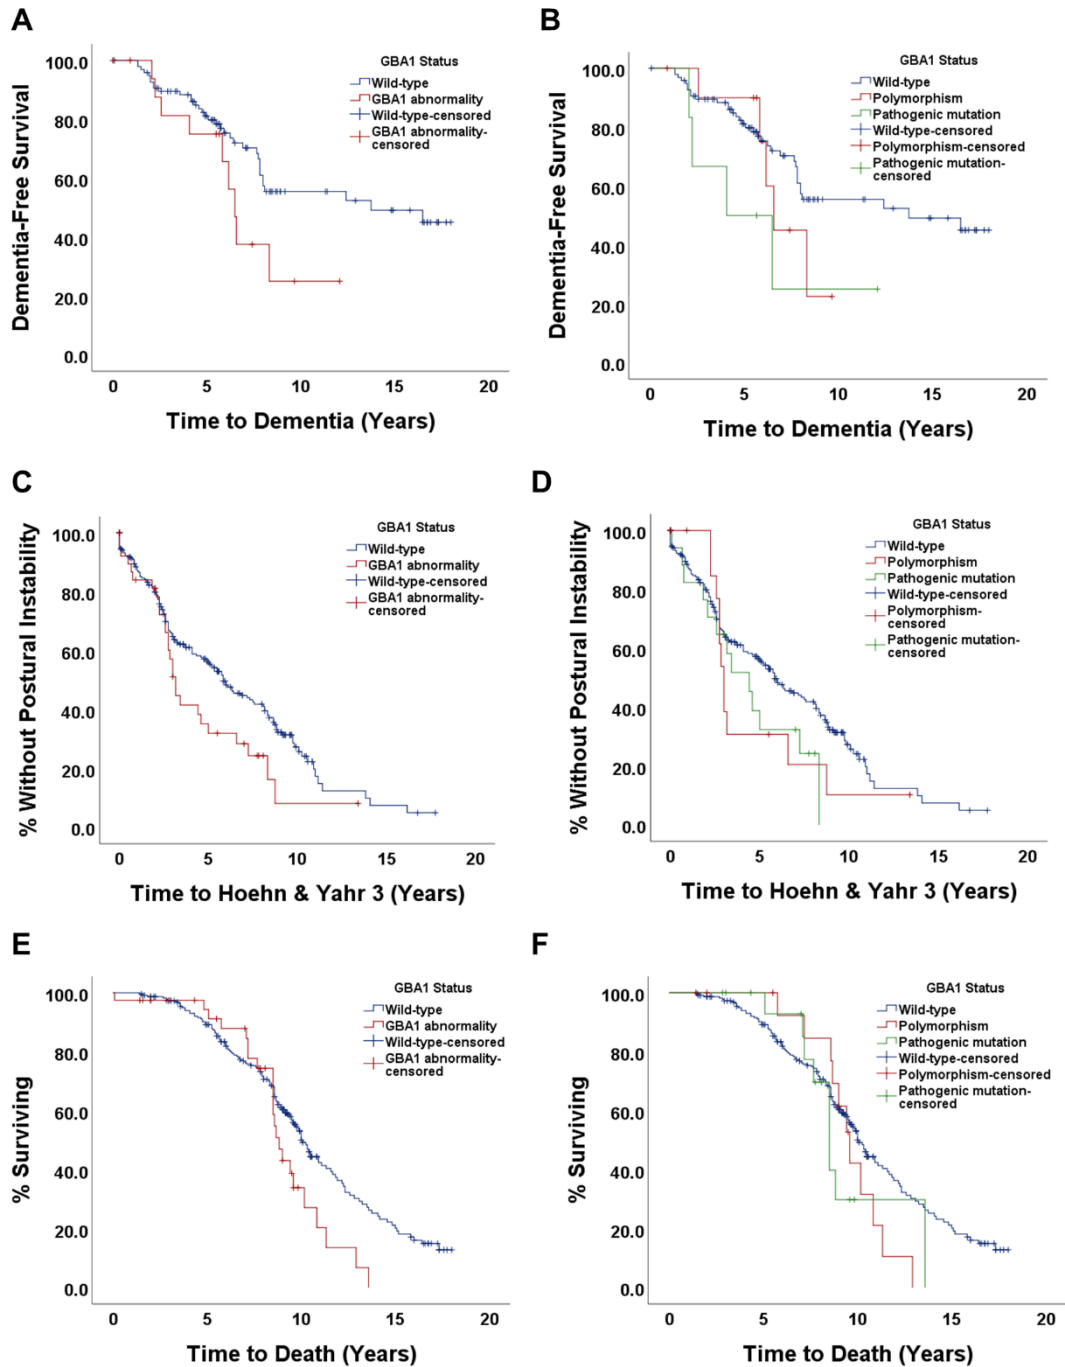 A
Dementia-Free Survival
100.0
80.0
60.0
40.0
20.0
0.0
GBA1 Status
Wild-type
GBA1 abnormality
Wild-type-censored
GBA1 abnormality-
censored
0 5 10 15 20
Time to Dementia (Years)
B
Dementia-Free Survival
100.0
80.0
60.0
40.0
20.0
0.0
GBA1 Status
Wild-type
Polymorphism
Pathogenic mutation
Wild-type-censored
Polymorphism-censored
Pathogenic mutation-
censored
0 5 10 15 20
Time to Dementia (Years)
C
% Without Postural Instability
100.0
80.0
60.0
40.0
20.0
0.0
GBA1 Status
Wild-type
GBA1 abnormality
Wild-type-censored
GBA1 abnormality-
censored
0 5 10 15 20
Time to Hoehn & Yahr 3 (Years)
D
% Without Postural Instability
100.0
80.0
60.0
40.0
20.0
0.0
GBA1 Status
Wild-type
Polymorphism
Pathogenic mutation
Wild-type-censored
Polymorphism-
censored
Pathogenic mutation-
censored
0 5 10 15 20
Time to Hoehn & Yahr 3 (Years)
E
% Surviving
100.0
80.0
60.0
40.0
20.0
0.0
GBA1 Status
Wild-type
GBA1 abnormality
Wild-type-censored
GBA1 abnormality-
censored
0 5 10 15 20
Time to Death (Years)
F
% Surviving
100.0
80.0
60.0
40.0
20.0
0.0
GBA1 Status
Wild-type
Polymorphism
Pathogenic mutation
Wild-type-censored
Polymorphism-censored
Pathogenic mutation-
censored
0 5 10 15 20
Time to Death (Years)